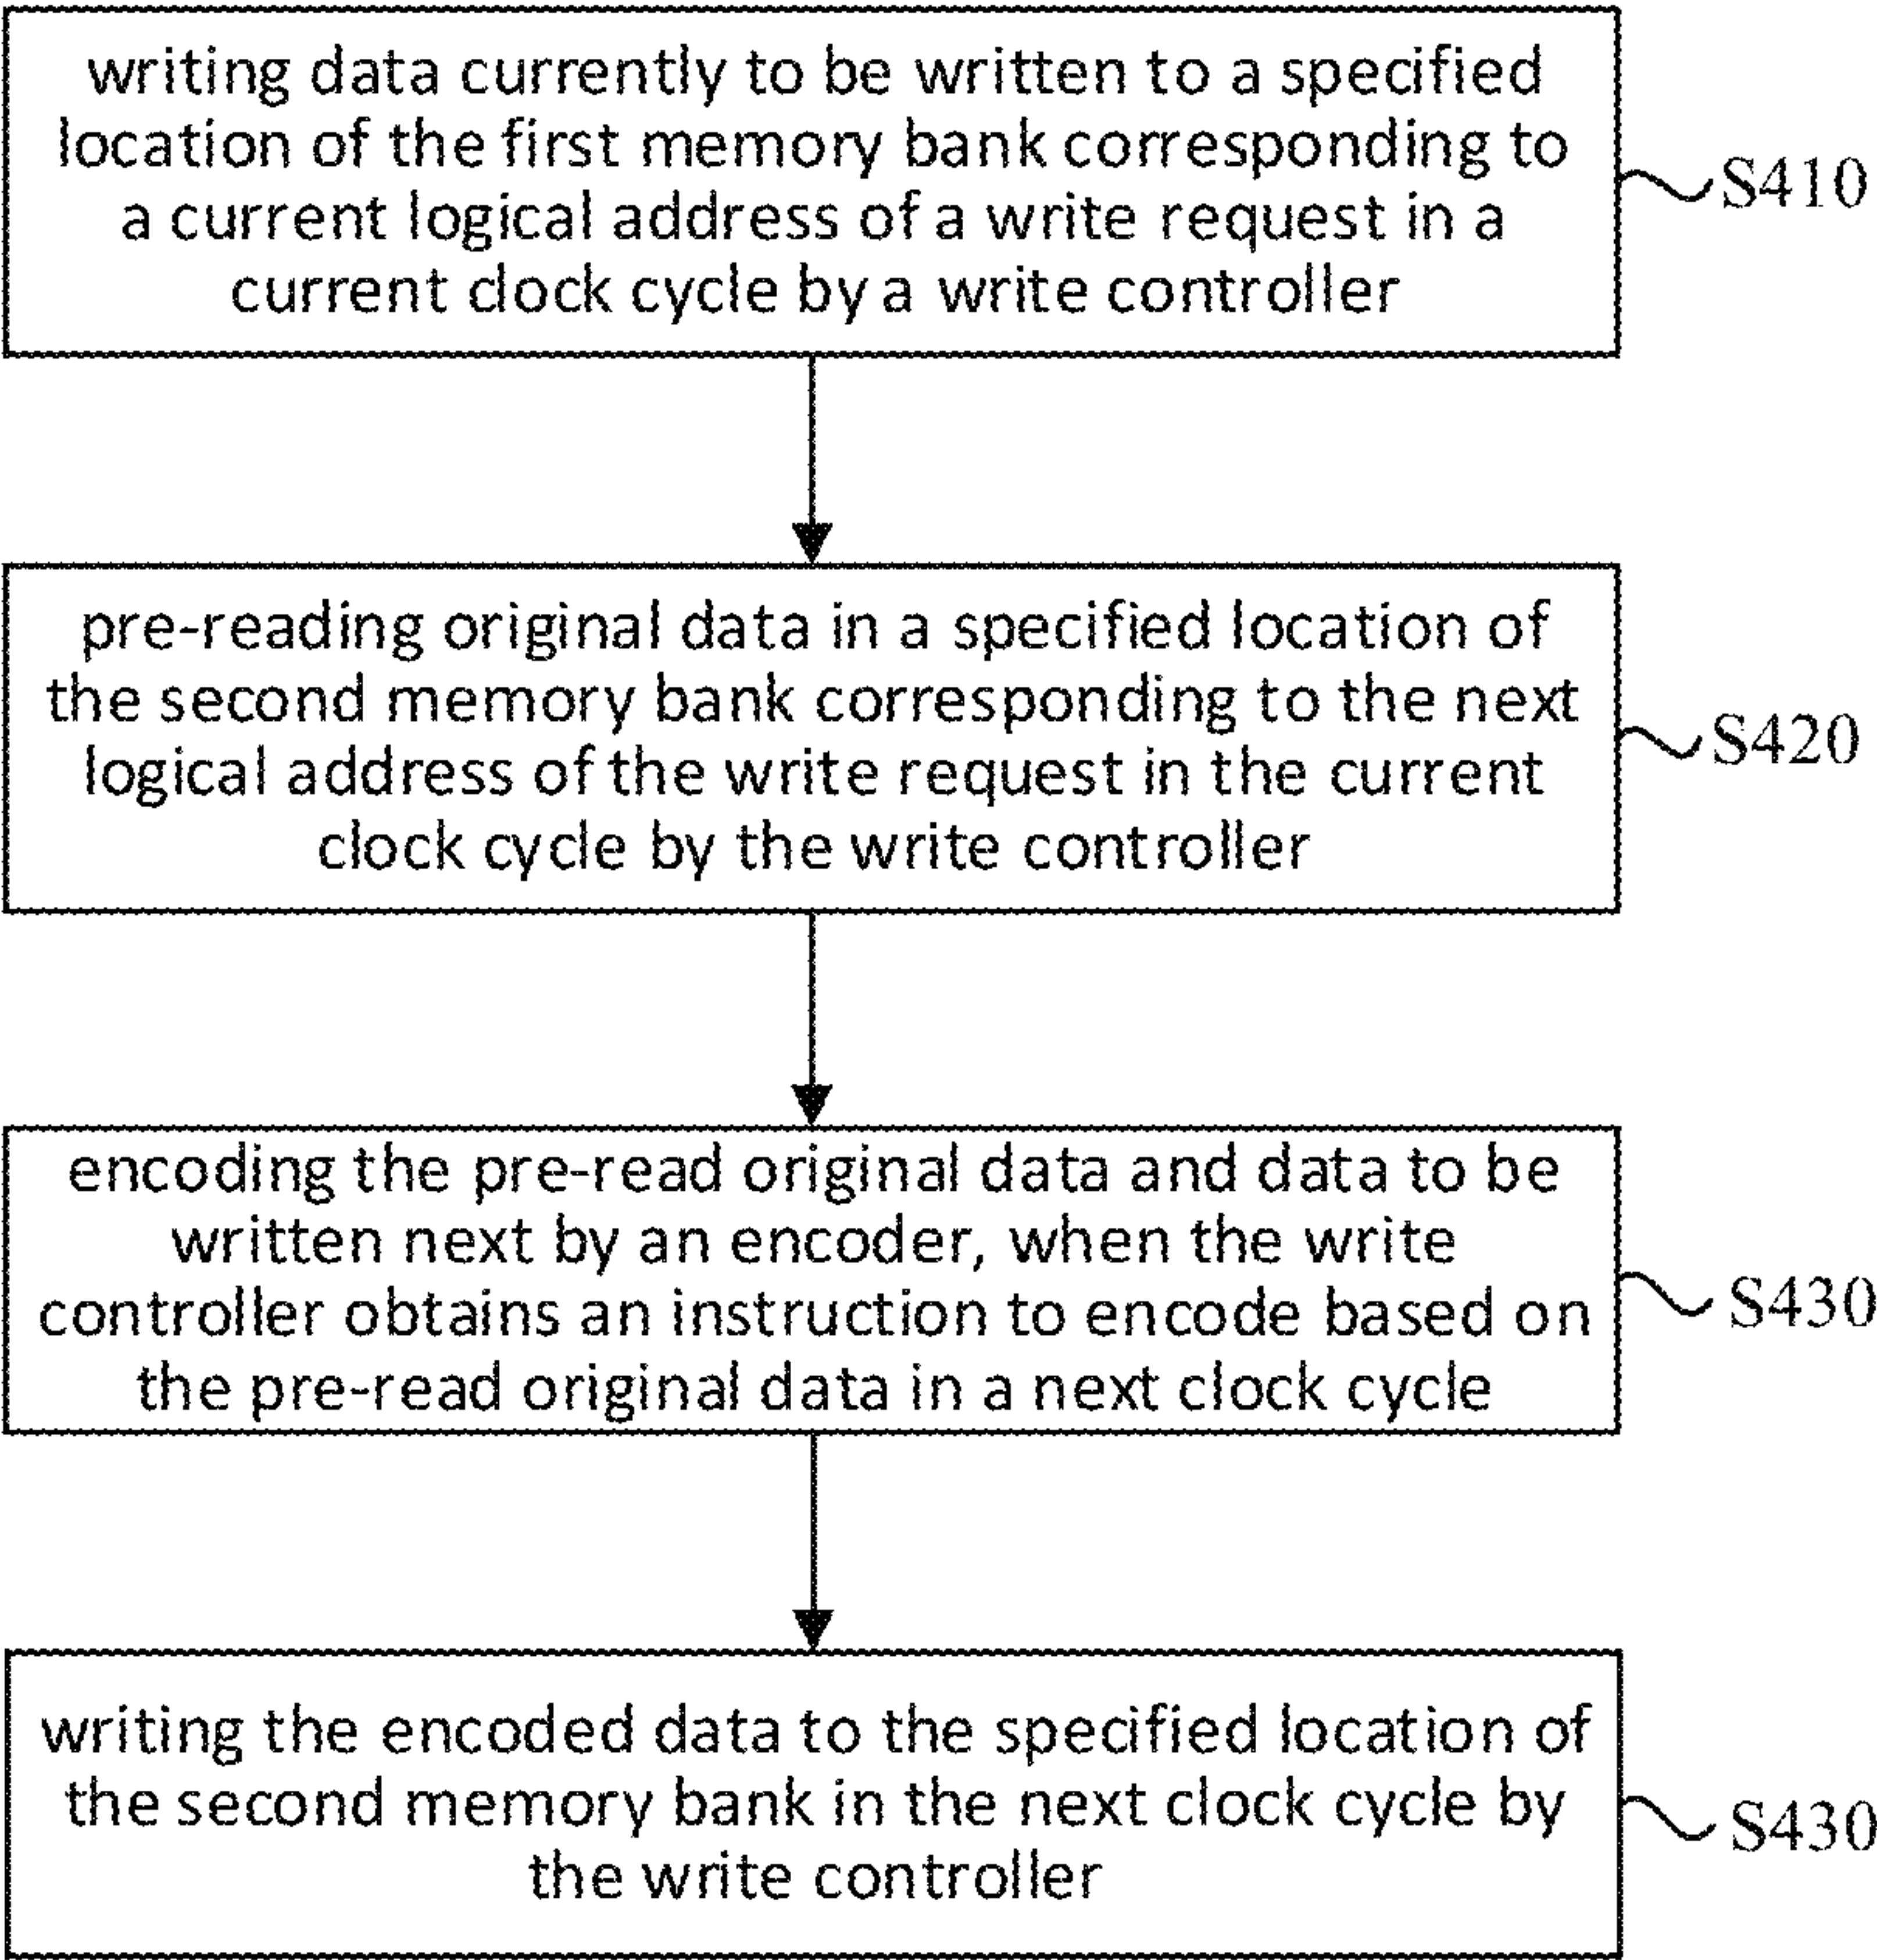 writing data currently to be written to a specified
location of the first memory bank corresponding to
a current logical address of a write request in a
current clock cycle by a write controller
S410
pre-reading original data in a specified location of
the second memory bank corresponding to the next
logical address of the write request in the current
clock cycle by the write controller
S420
encoding the pre-read original data and data to be
written next by an encoder, when the write
controller obtains an instruction to encode based on
the pre-read original data in a next clock cycle
S430
writing the encoded data to the specified location of
the second memory bank in the next clock cycle by
the write controller
S430